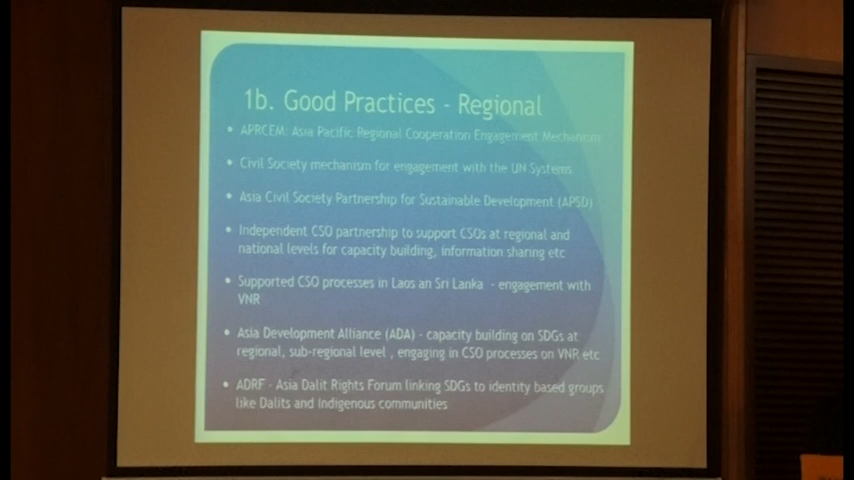 1b. Good Practices - Regional
• APRCEM: Asia Pacific Regional Cooperation Engagement Mechanism
• Civil Society mechanism for engagement with the UN Systems
• Asia Civil Society Partnership for Sustainable Development (APSD)
• Independent CSO partnership to support CSOs at regional and
national levels for capacity building, information sharing etc
• Supported CSO processes in Laos an Sri Lanka - engagement with
VNR
• Asia Development Alliance (ADA) - capacity building on SDGs at
regional, sub-regional level , engaging in CSO processes on VNR etc
• ADRF - Asia Dalit Rights Forum linking SDGs to identity based groups
like Dalits and Indigenous communities